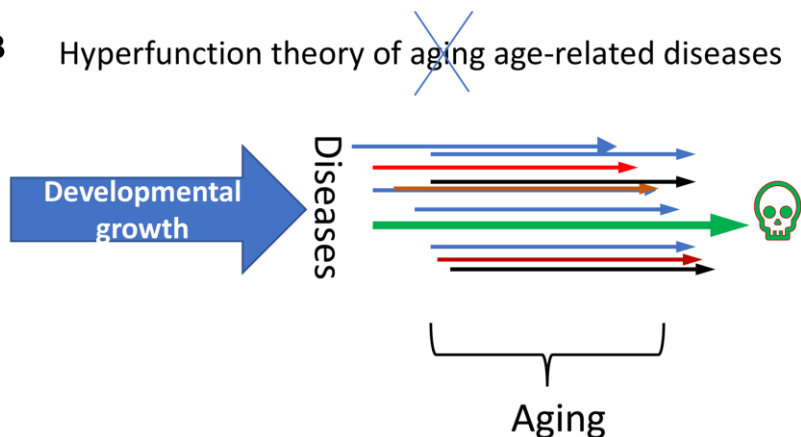 B
Hyperfunction theory of aging age-related diseases
Diseases
Developmental
growth
Aging